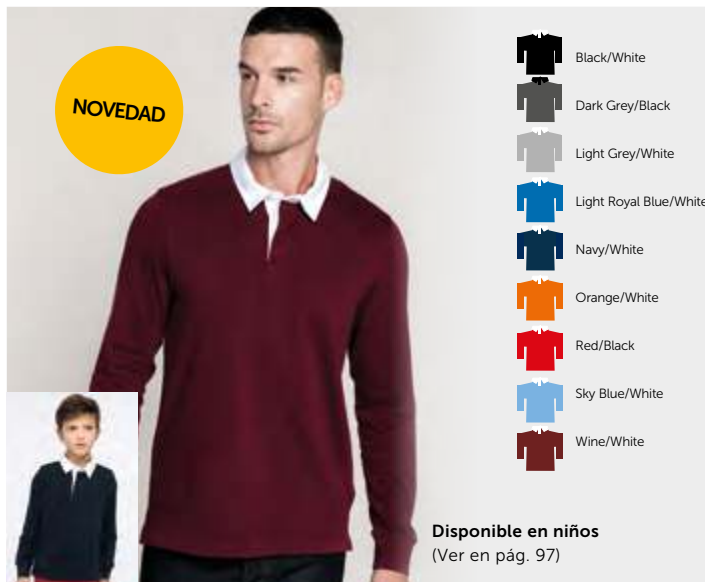 NOVEDAD
Black/White
Dark Grey/Black
Light Grey/White
Light Royal Blue/White
Navy/White
Orange/White
Red/Black
Sky Blue/White
Wine/White
Disponible en niños
(Ver en pág. 97)